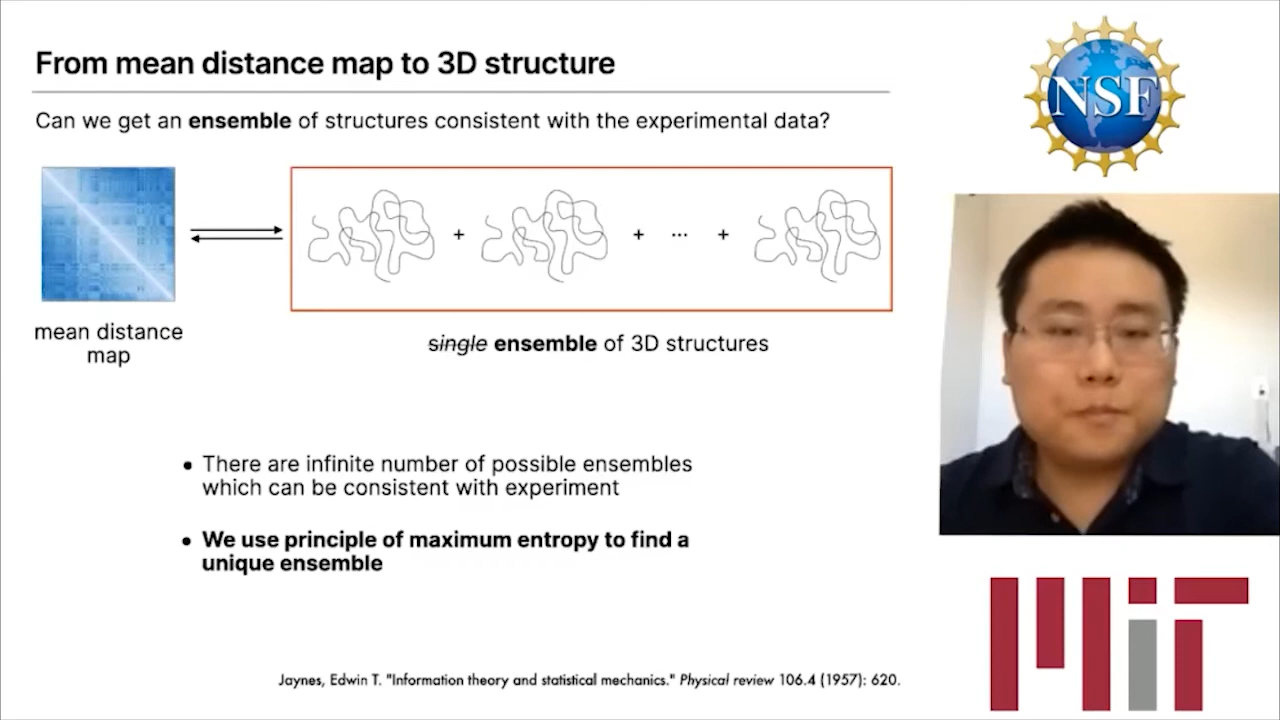 From mean distance map to 3D structure
Can we get an ensemble of structures consistent with the experimental data?
+ + ... +
mean distance
map
single ensemble of 3D structures
• There are infinite number of possible ensembles
which can be consistent with experiment
• We use principle of maximum entropy to find a
unique ensemble
Jaynes, Edwin T. "Information theory and statistical mechanics." Physical review 106.4 (1957): 620.
NSF
MIT